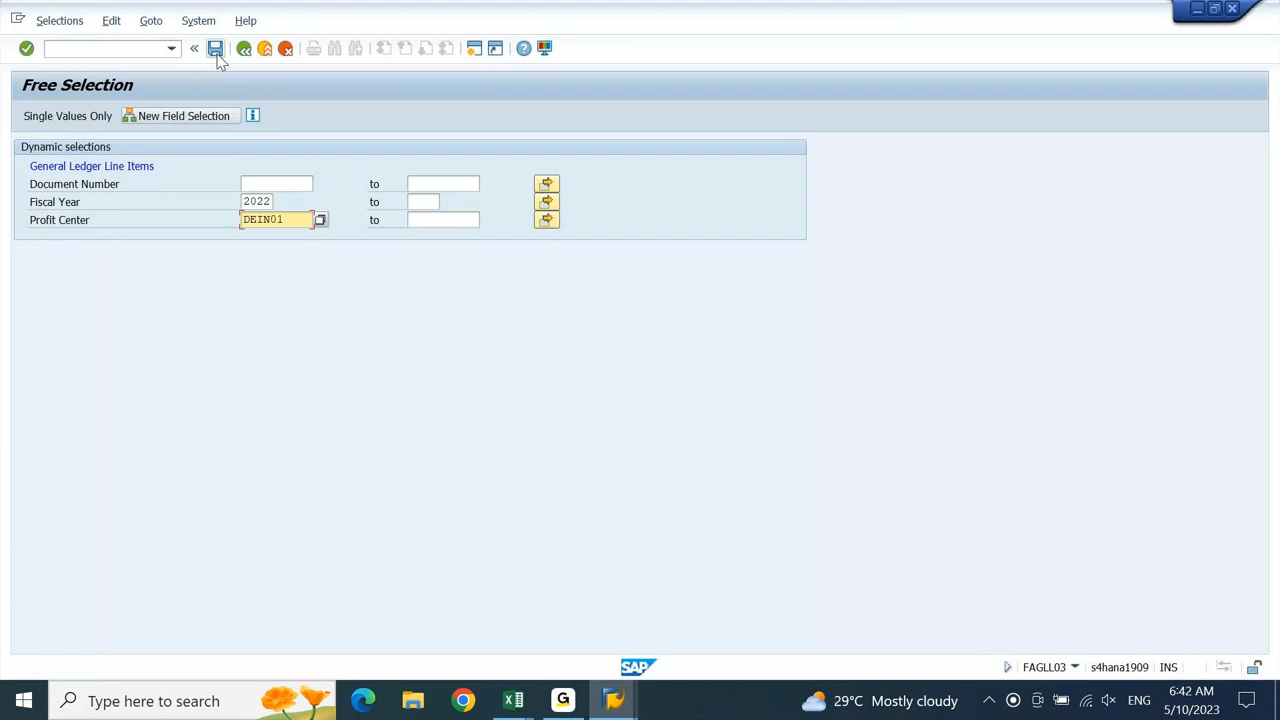 Selections Edit Goto System Help
Free Selection
Single Values Only New Field Selection
Dynamic selections
General Ledger Line Items
Document Number to
Fiscal Year 2022 to
Profit Center DEIN01 to
SAP FAGLL03 s4hana1909 INS
Type here to search 29°C Mostly cloudy ENG 6:42 AM
5/10/2023